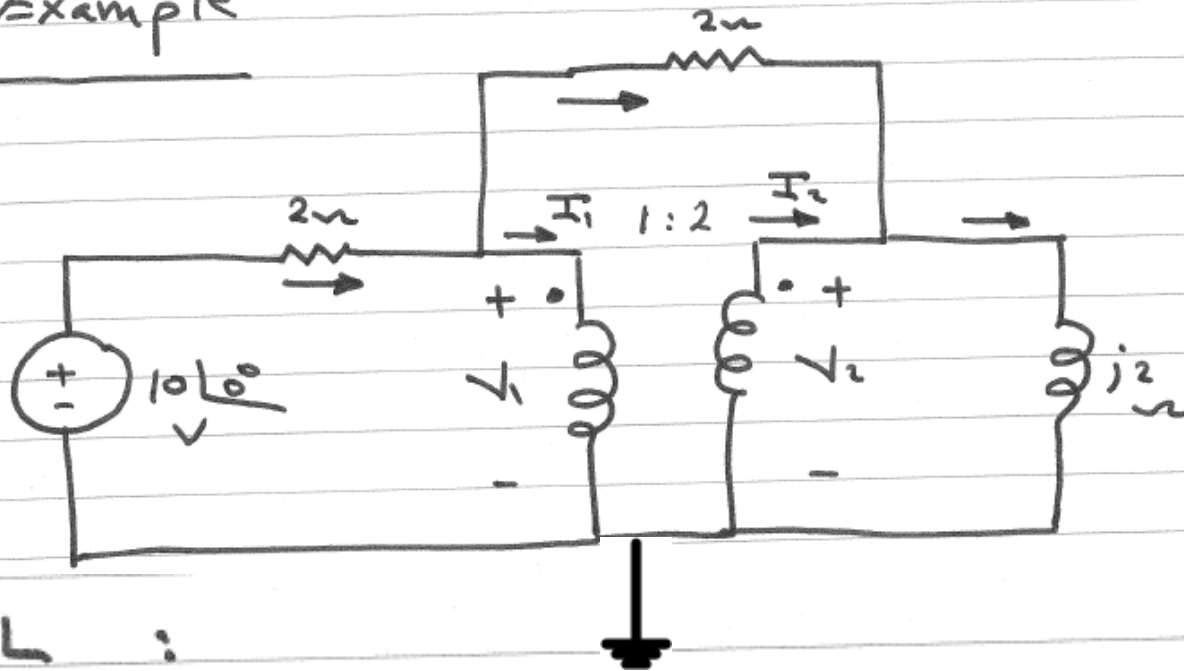 Example
2Ω
2Ω
I₁
1:2
I₂
+
+
+
-
10∠0°
V
V₁
V₂
j2
Ω
-
-
L :